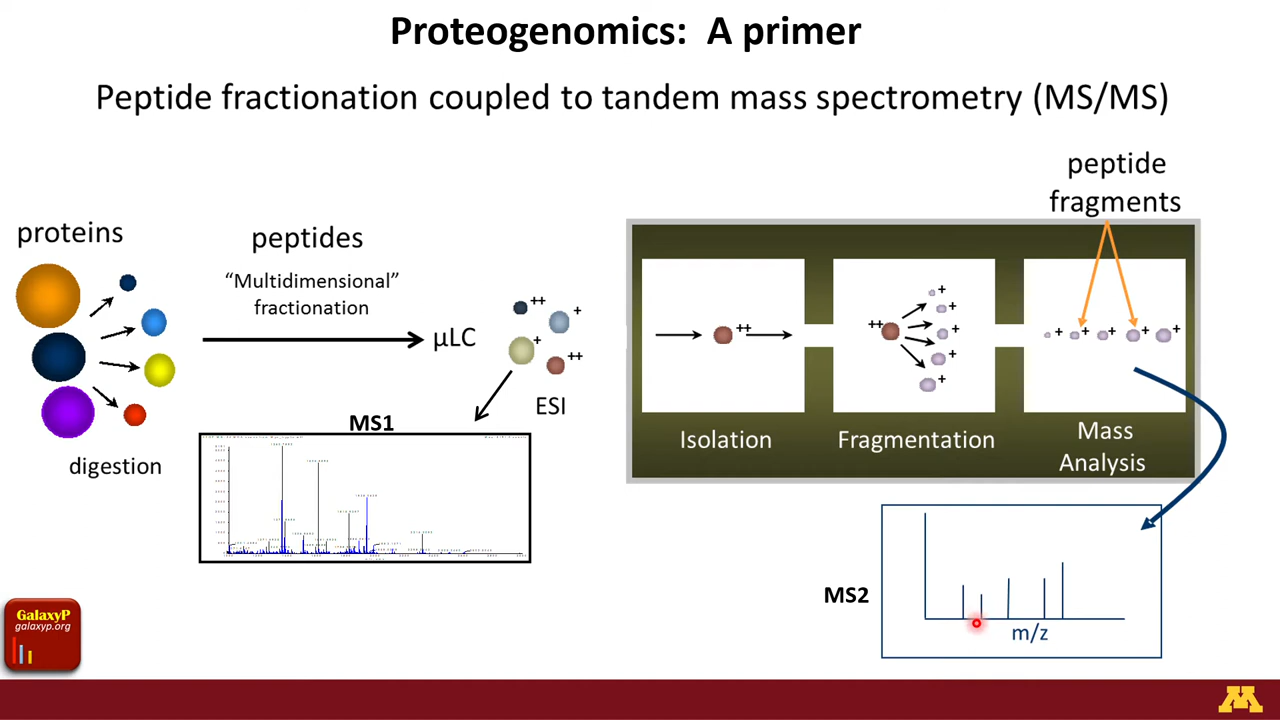 Proteogenomics:  A primer
Peptide fractionation coupled to tandem mass spectrometry (MS/MS)
peptide
fragments
proteins
peptides
“Multidimensional”
fractionation
μLC
++
+
+
++
ESI
digestion
MS1
++
++
+
+
+
+
+
+
+
+
+
+
Isolation
Fragmentation
Mass
Analysis
MS2
m/z
GalaxyP
galaxyp.org
M